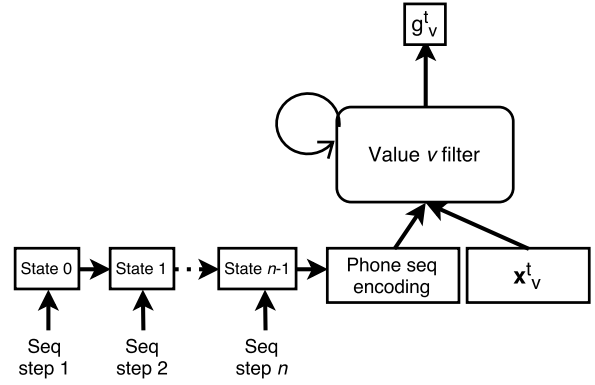 g^t_v
Value v filter
State 0
State 1
State n-1
Phone seq
encoding
x^t_v
Seq
step 1
Seq
step 2
Seq
step n